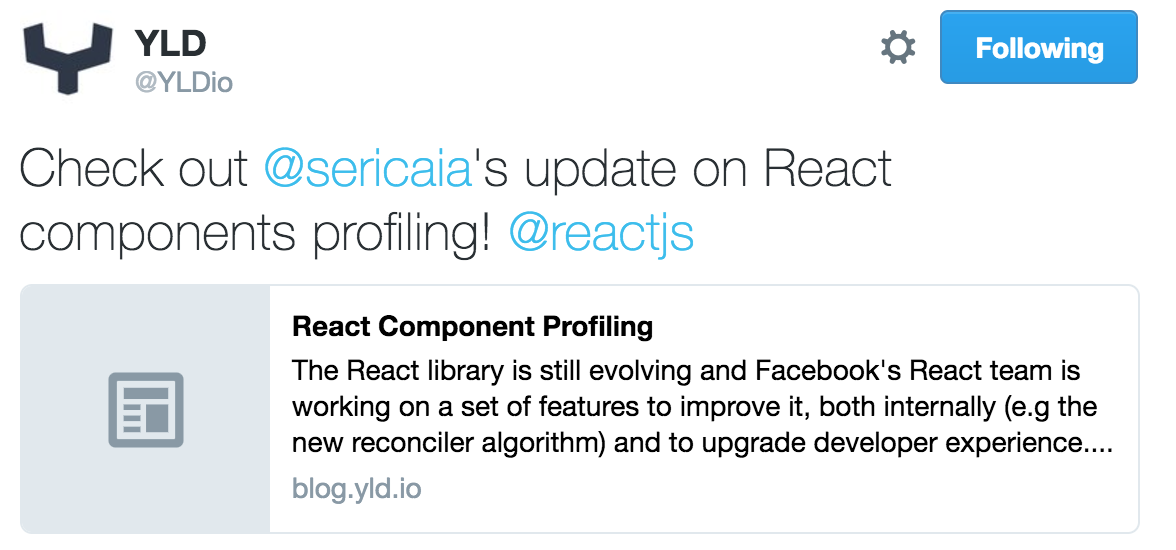 YLD
@YLDio
Following
Check out @sericaia's update on React
components profiling! @reactjs
React Component Profiling
The React library is still evolving and Facebook's React team is
working on a set of features to improve it, both internally (e.g the
new reconciler algorithm) and to upgrade developer experience....
blog.yld.io